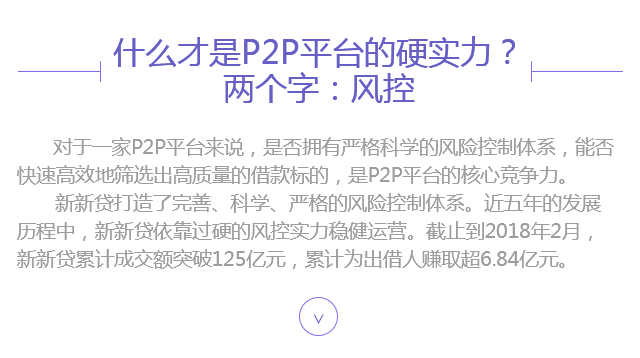 什么才是P2P平台的硬实力？
两个字：风控
对于一家P2P平台来说，是否拥有严格科学的风险控制体系，能否
快速高效地筛选出高质量的借款标的，是P2P平台的核心竞争力。
新新贷打造了完善、科学、严格的风险控制体系。近五年的发展
历程中，新新贷依靠过硬的风控实力稳健运营。截止到2018年2月，
新新贷累计成交额突破125亿元，累计为出借人赚取超6.84亿元。